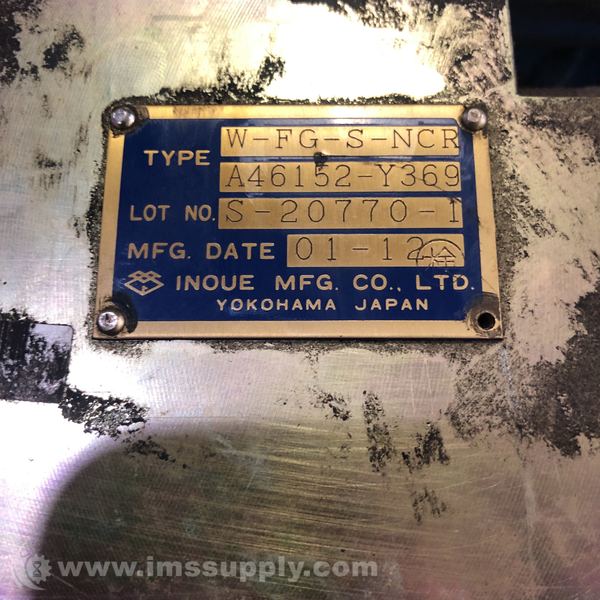 TYPE W-FG-S-NCR
A46152-Y369
LOT NO. S-20770-1
MFG. DATE 01-12
INOUE MFG. CO., LTD.
YOKOHAMA JAPAN
www.imssupply.com